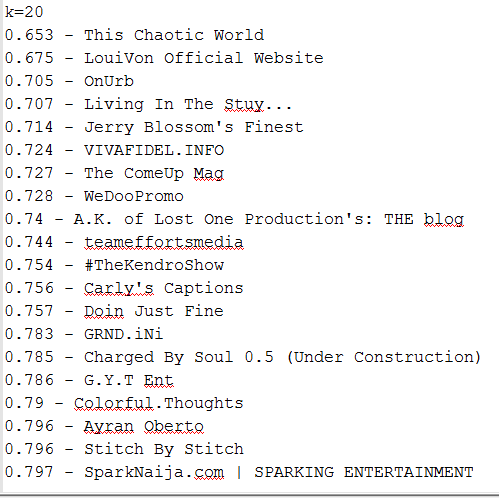 k=20
0.653 - This Chaotic World
0.675 - LouiVon Official Website
0.705 - OnUrb
0.707 - Living In The Stuy...
0.714 - Jerry Blossom's Finest
0.724 - VIVAFIDEL.INFO
0.727 - The ComeUp Mag
0.728 - WeDooPromo
0.74 - A.K. of Lost One Production's: THE blog
0.744 - teameffortsmedia
0.754 - #TheKendroShow
0.756 - Carly's Captions
0.757 - Doin Just Fine
0.783 - GRND.iNi
0.785 - Charged By Soul 0.5 (Under Construction)
0.786 - G.Y.T Ent
0.79 - Colorful.Thoughts
0.796 - Ayran Oberto
0.796 - Stitch By Stitch
0.797 - SparkNaija.com | SPARKING ENTERTAINMENT